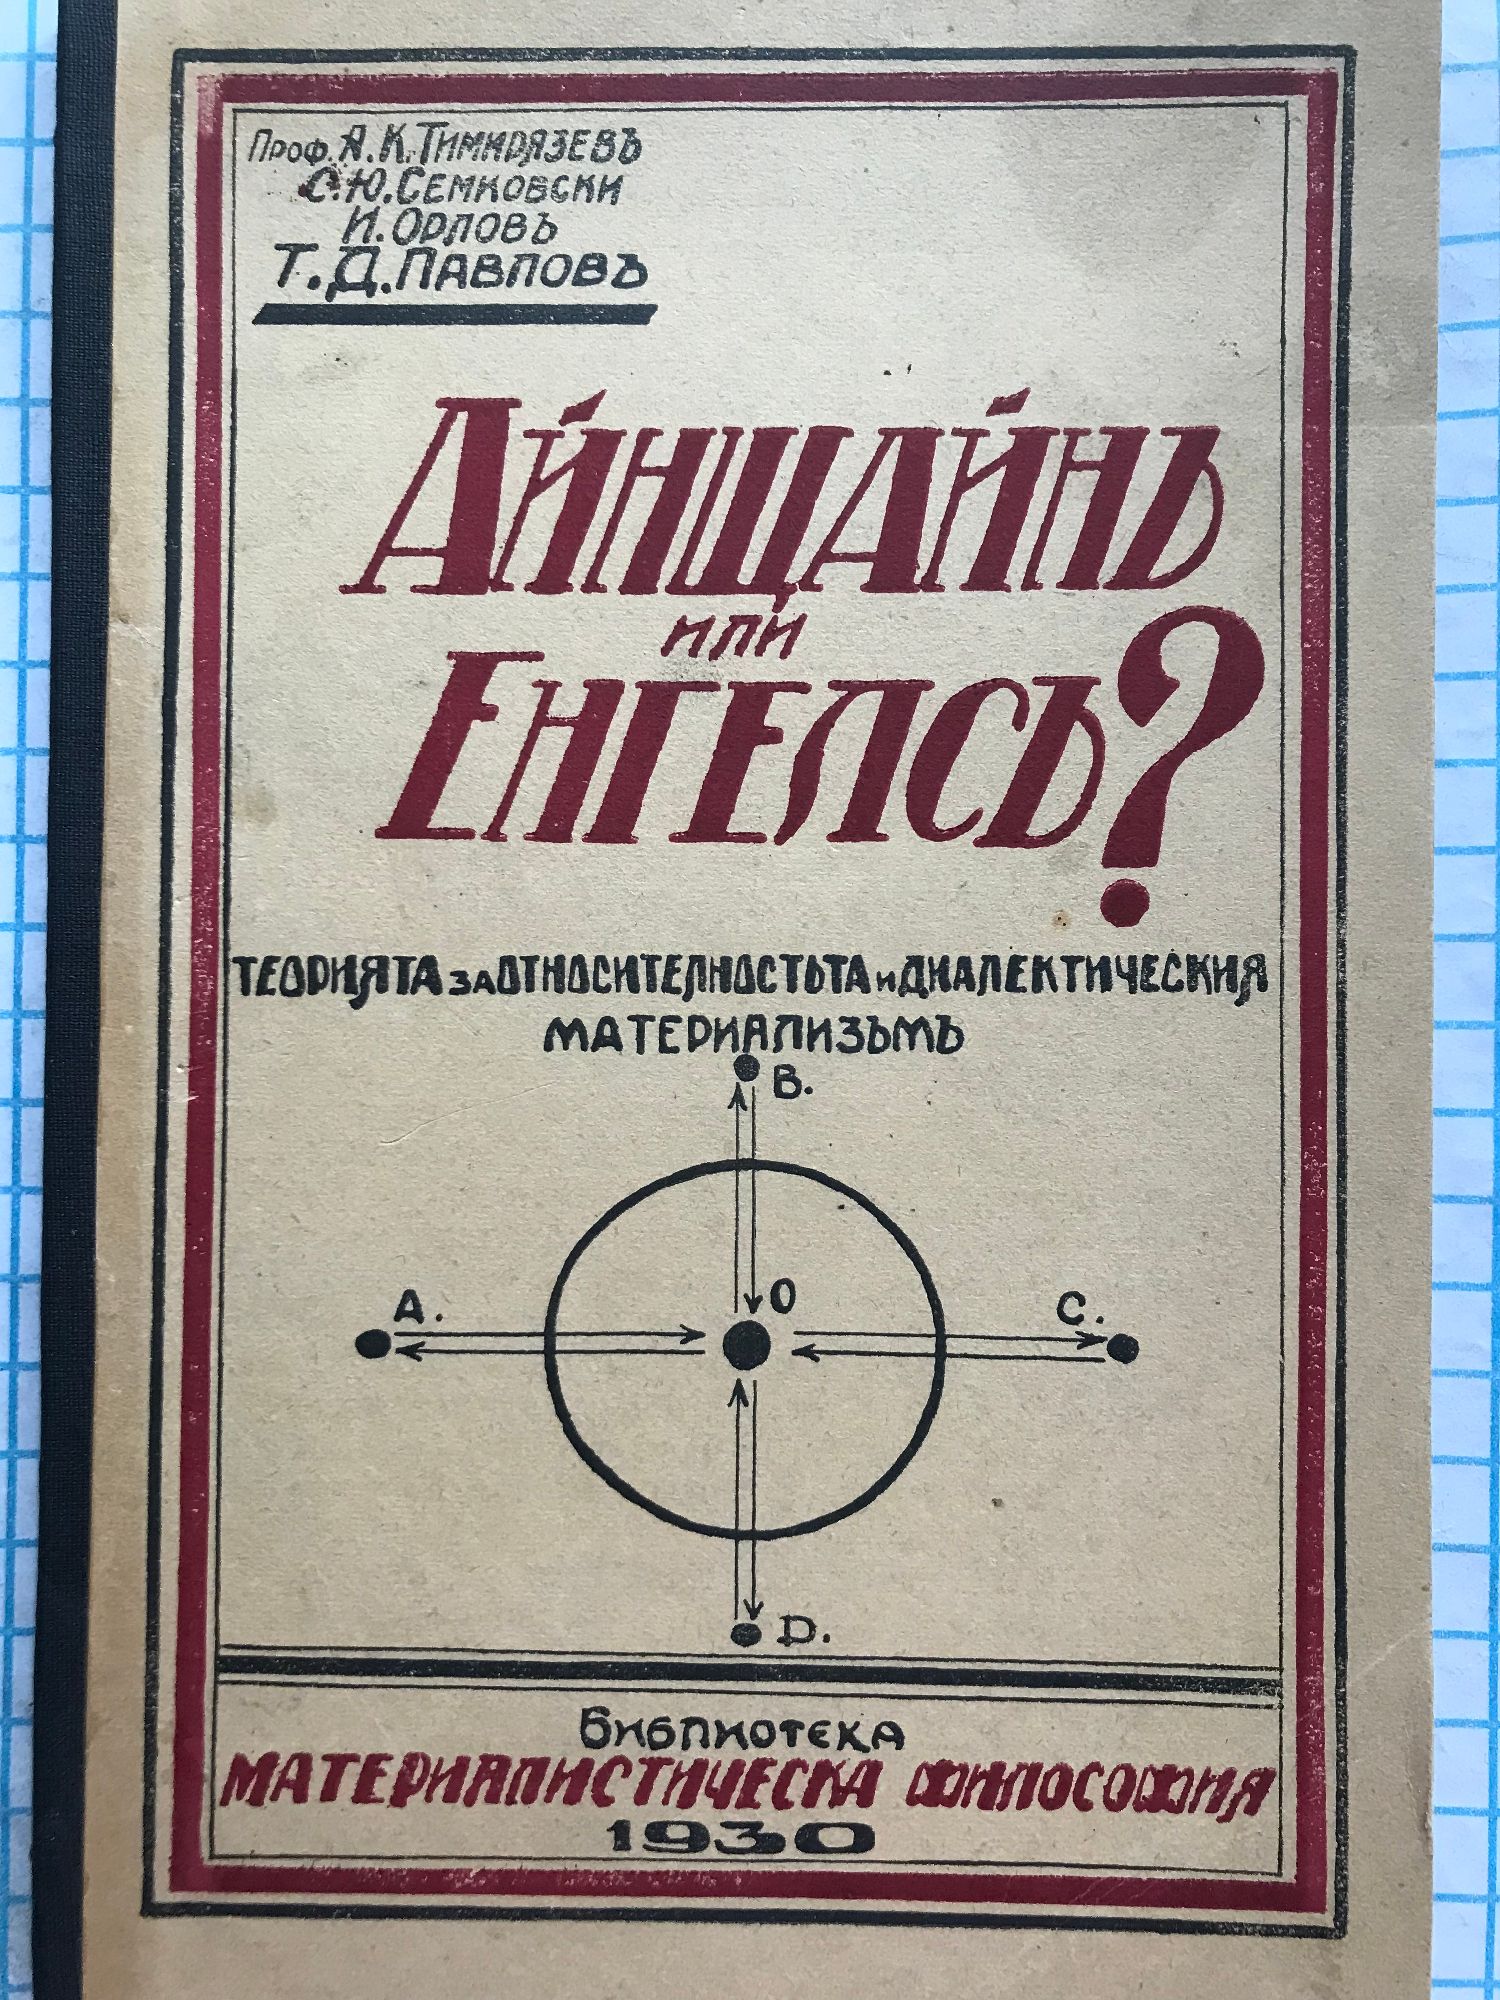 Проф. А. К. Тимирязевъ
С. Ю. Семковски
И. Орловъ
Т. Д. Павловъ
Айнщайнъ
или
Енгелсъ?
Теорията за относителностьта и диалектическия
материализъмъ
B.
O
A.
C.
D.
Библиотека
Материалистическа философия
1930